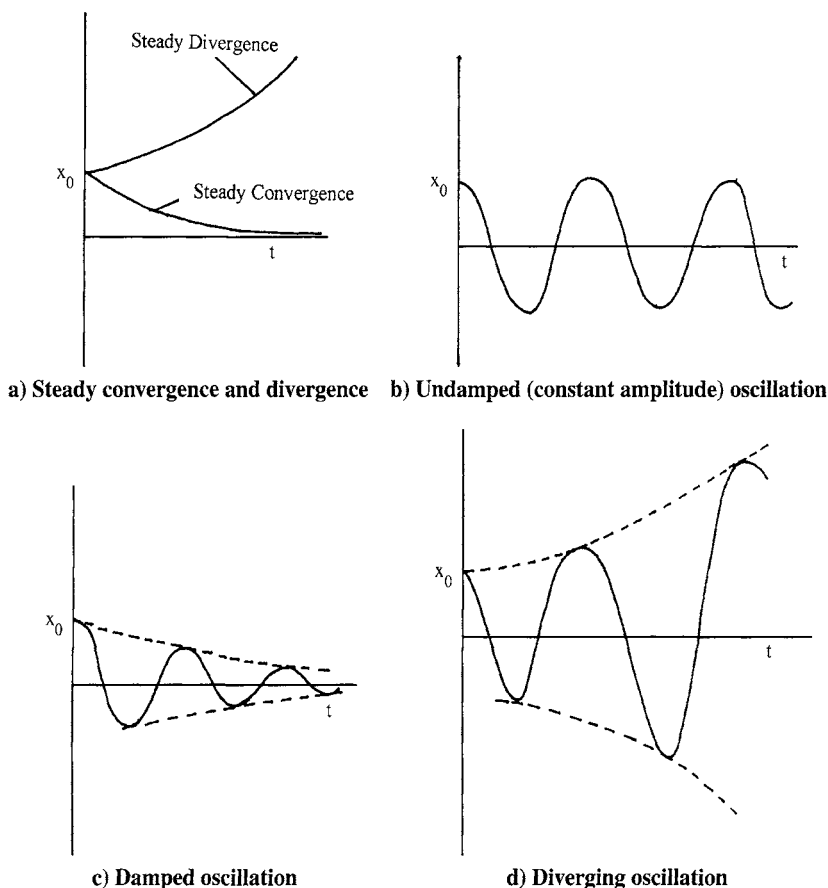 Steady Divergence
x₀
Steady Convergence
t
a) Steady convergence and divergence
x₀
t
b) Undamped (constant amplitude) oscillation
x₀
t
c) Damped oscillation
x₀
t
d) Diverging oscillation